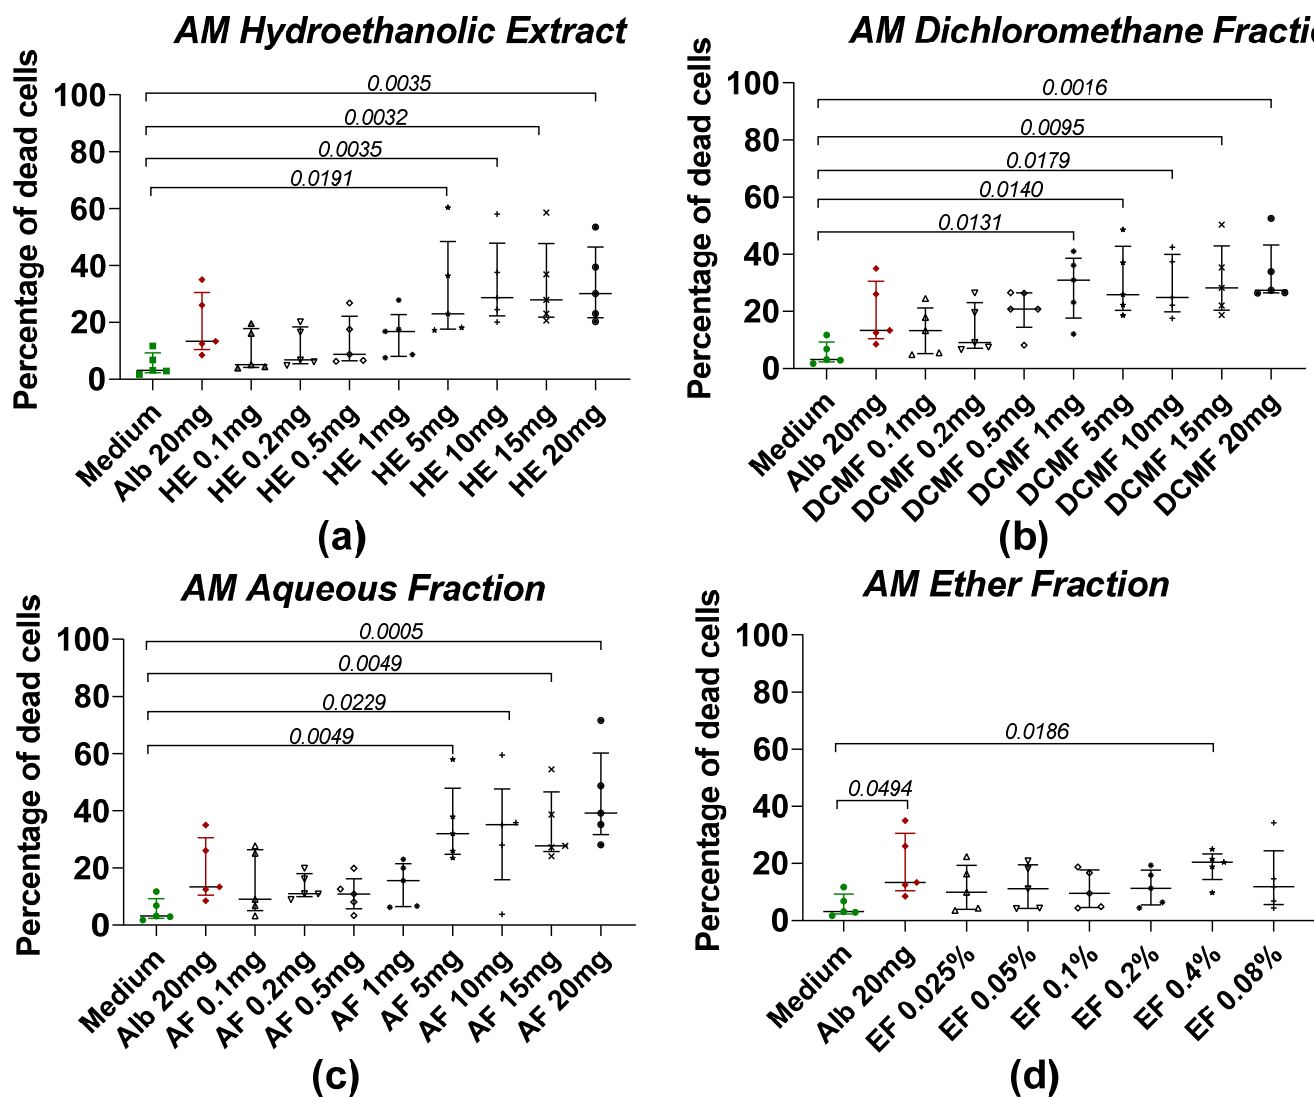 AM Hydroethanolic Extract
Percentage of dead cells
100
80
60
40
20
0
0.0035
0.0032
0.0035
0.0191
Medium
Alb 20mg
HE 0.1mg
HE 0.2mg
HE 0.5mg
HE 1mg
HE 5mg
HE 10mg
HE 15mg
HE 20mg
(a)
AM Dichloromethane Fracti
Percentage of dead cells
100
80
60
40
20
0
0.0016
0.0095
0.0179
0.0140
0.0131
Medium
Alb 20mg
DCMF 0.1mg
DCMF 0.2mg
DCMF 0.5mg
DCMF 1mg
DCMF 5mg
DCMF 10mg
DCMF 15mg
DCMF 20mg
(b)
AM Aqueous Fraction
Percentage of dead cells
100
80
60
40
20
0
0.0005
0.0049
0.0229
0.0049
Medium
Alb 20mg
AF 0.1mg
AF 0.2mg
AF 0.5mg
AF 1mg
AF 5mg
AF 10mg
AF 15mg
AF 20mg
(c)
AM Ether Fraction
Percentage of dead cells
100
80
60
40
20
0
0.0186
0.0494
Medium
Alb 20mg
EF 0.025%
EF 0.05%
EF 0.1%
EF 0.2%
EF 0.4%
EF 0.08%
(d)